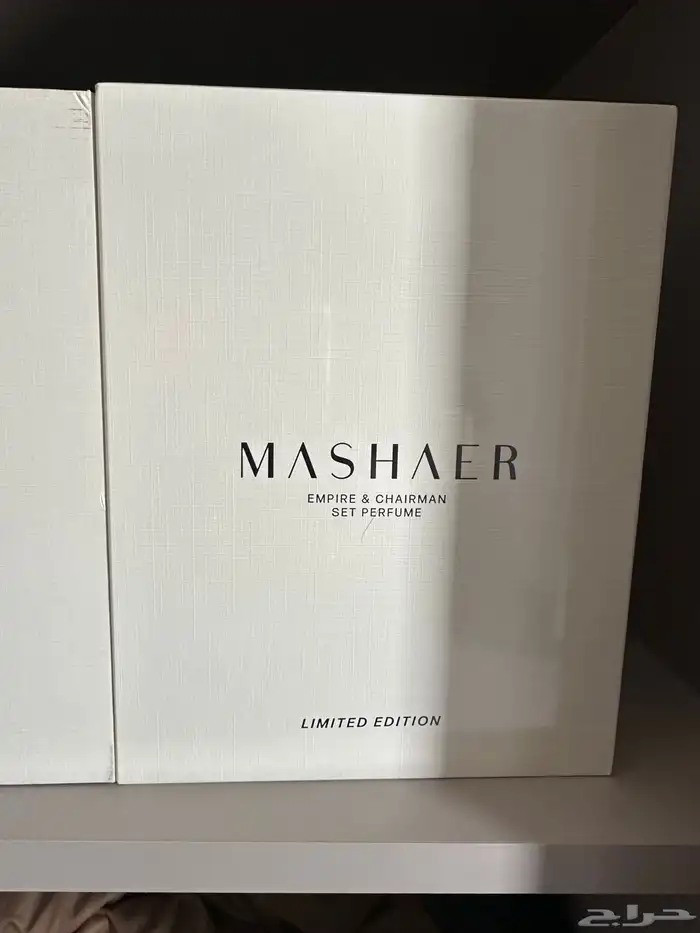 MASHAER
EMPIRE & CHAIRMAN
SET PERFUME
LIMITED EDITION
حراج